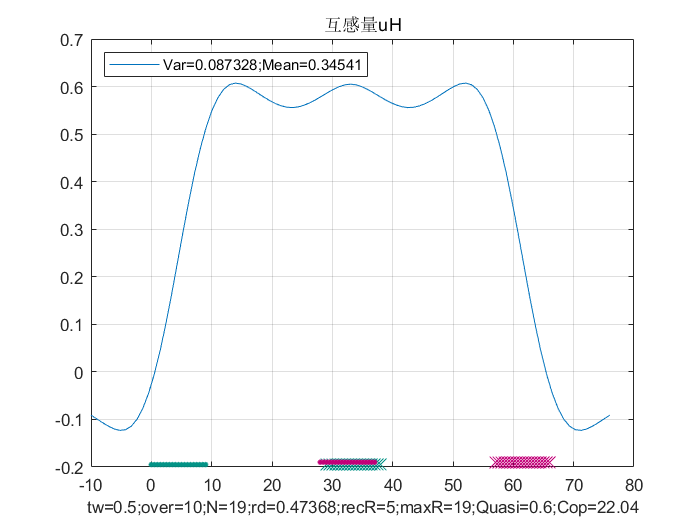 互感量uH
0.7
Var=0.087328;Mean=0.34541
0.6
0.5
0.4
0.3
0.2
0.1
0
-0.1
-0.2
-10 0 10 20 30 40 50 60 70 80
tw=0.5;over=10;N=19;rd=0.47368;recR=5;maxR=19;Quasi=0.6;Cop=22.04